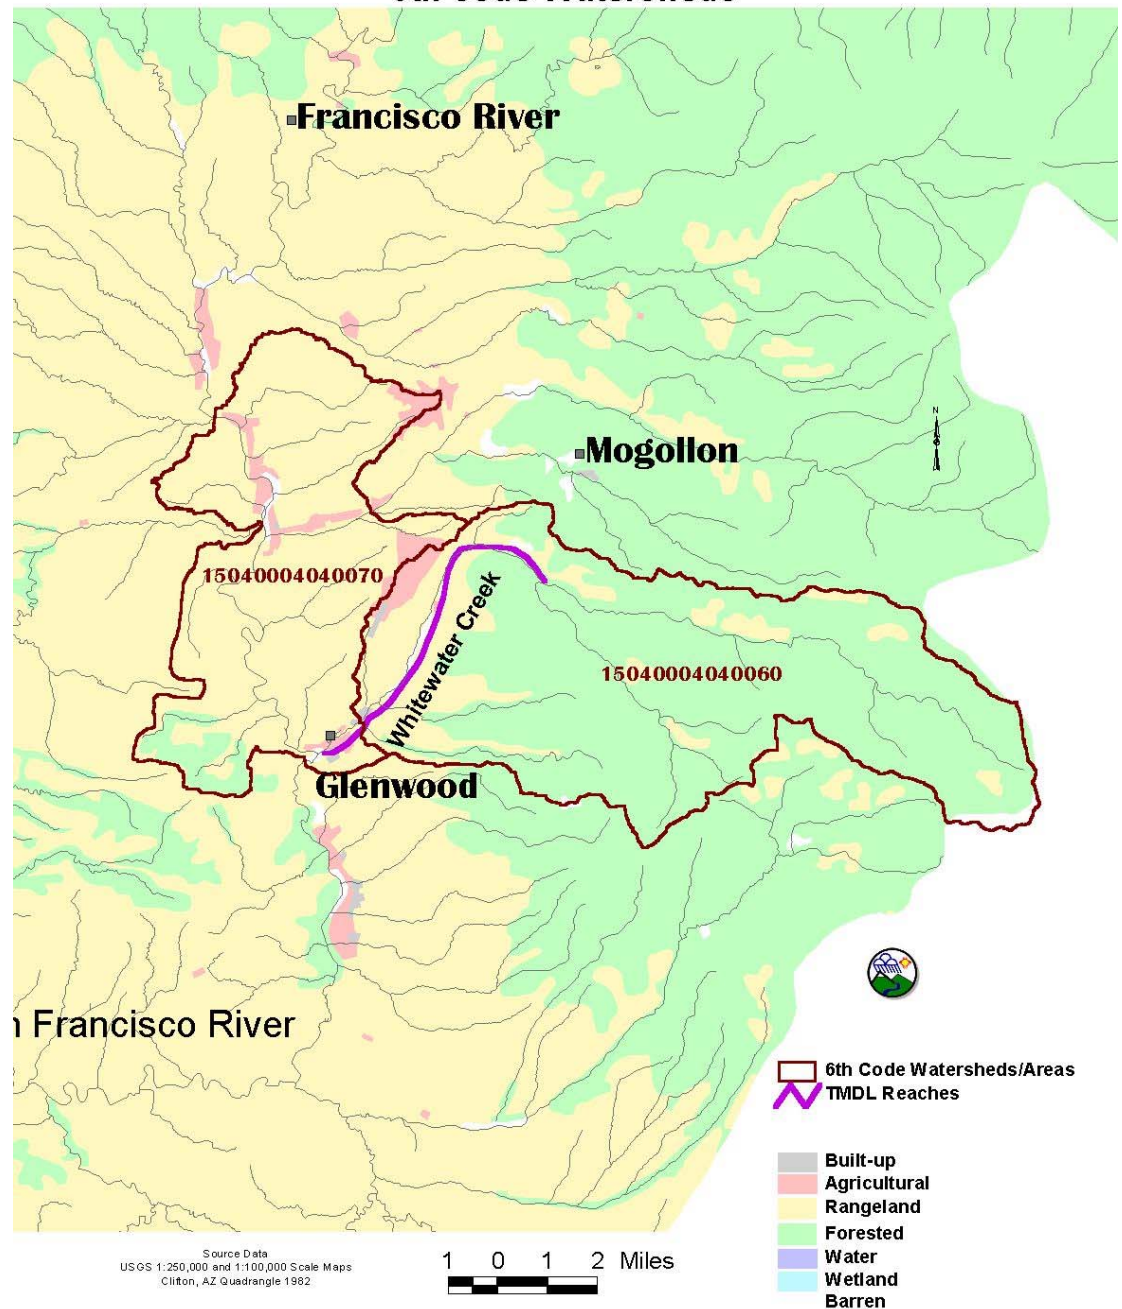 Francisco River
N
Mogollon
15040004040070
Whitewater Creek
15040004040060
Glenwood
Francisco River
6th Code Watersheds/Areas
TMDL Reaches
Built-up
Agricultural
Rangeland
Forested
Water
Wetland
Barren
Source Data
USGS 1:250,000 and 1:100,000 Scale Maps
Clifton, AZ Quadrangle 1982
1 0 1 2 Miles